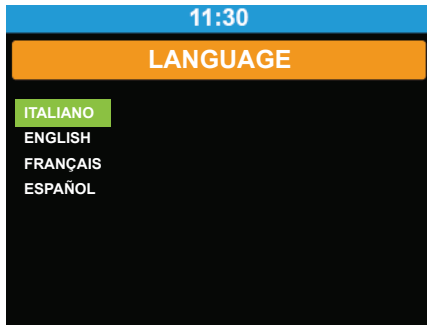 11:30
LANGUAGE
ITALIANO
ENGLISH
FRANÇAIS
ESPAÑOL